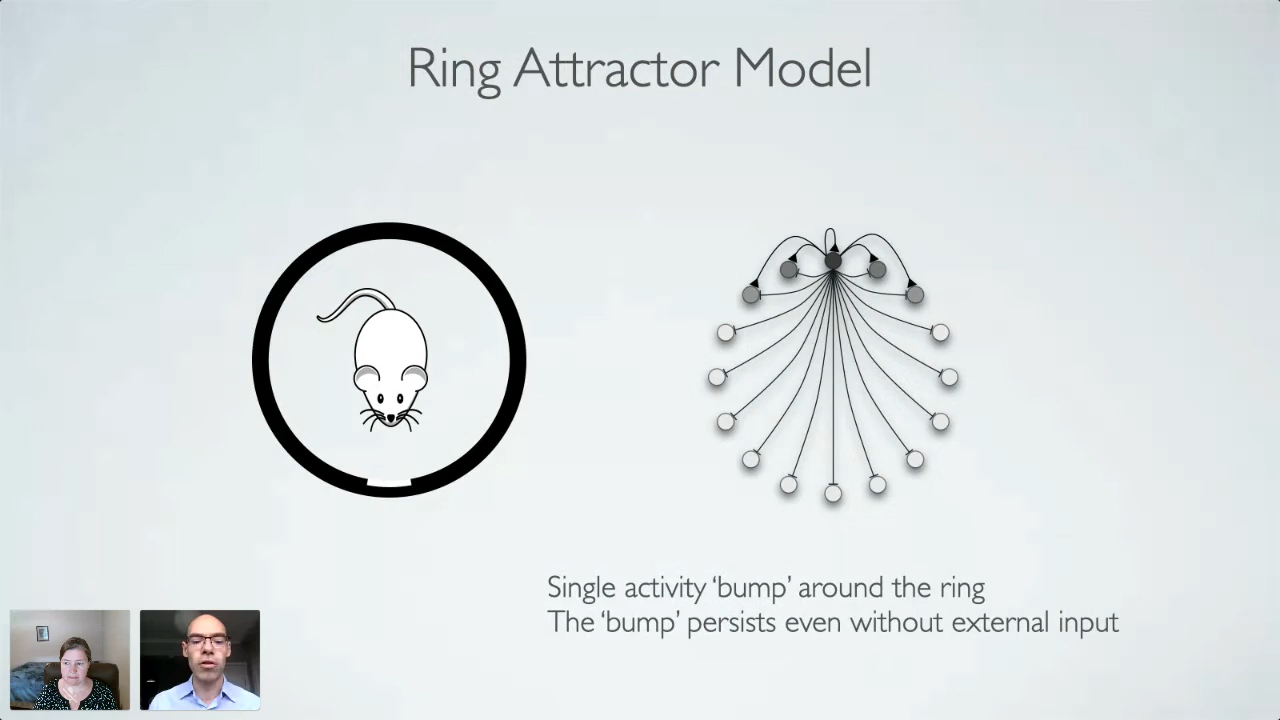 Ring Attractor Model
Single activity ‘bump’ around the ring
The ‘bump’ persists even without external input